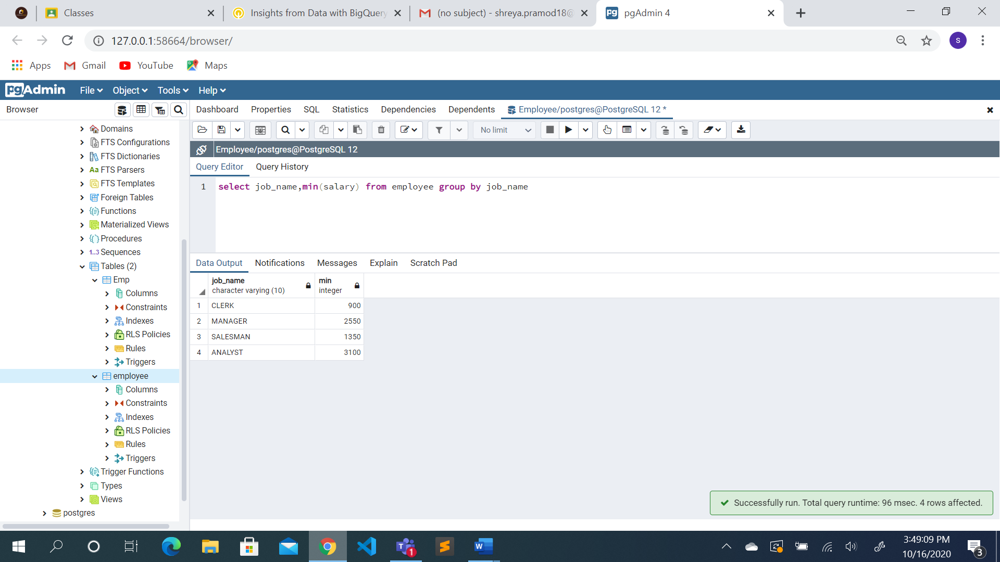 Classes
Insights from Data with BigQuery
(no subject) - shreya.pramod18@
pgAdmin 4
127.0.0.1:58664/browser/
S
Apps
Gmail
YouTube
Maps
pgAdmin
File
Object
Tools
Help
Browser
Dashboard
Properties
SQL
Statistics
Dependencies
Dependents
Employee/postgres@PostgreSQL 12 *
No limit
Employee/postgres@PostgreSQL 12
Query Editor
Query History
1 select job_name,min(salary) from employee group by job_name
Domains
FTS Configurations
FTS Dictionaries
Aa FTS Parsers
FTS Templates
Foreign Tables
Functions
Materialized Views
Procedures
1..3 Sequences
Tables (2)
Emp
Columns
Constraints
Indexes
RLS Policies
Rules
Triggers
employee
Columns
Constraints
Indexes
RLS Policies
Rules
Triggers
Trigger Functions
Types
Views
postgres
Data Output
Notifications
Messages
Explain
Scratch Pad
job_name
character varying (10)
min
integer
1 CLERK 900
2 MANAGER 2550
3 SALESMAN 1350
4 ANALYST 3100
Successfully run. Total query runtime: 96 msec. 4 rows affected.
3:49:09 PM
10/16/2020
T
1
W
3